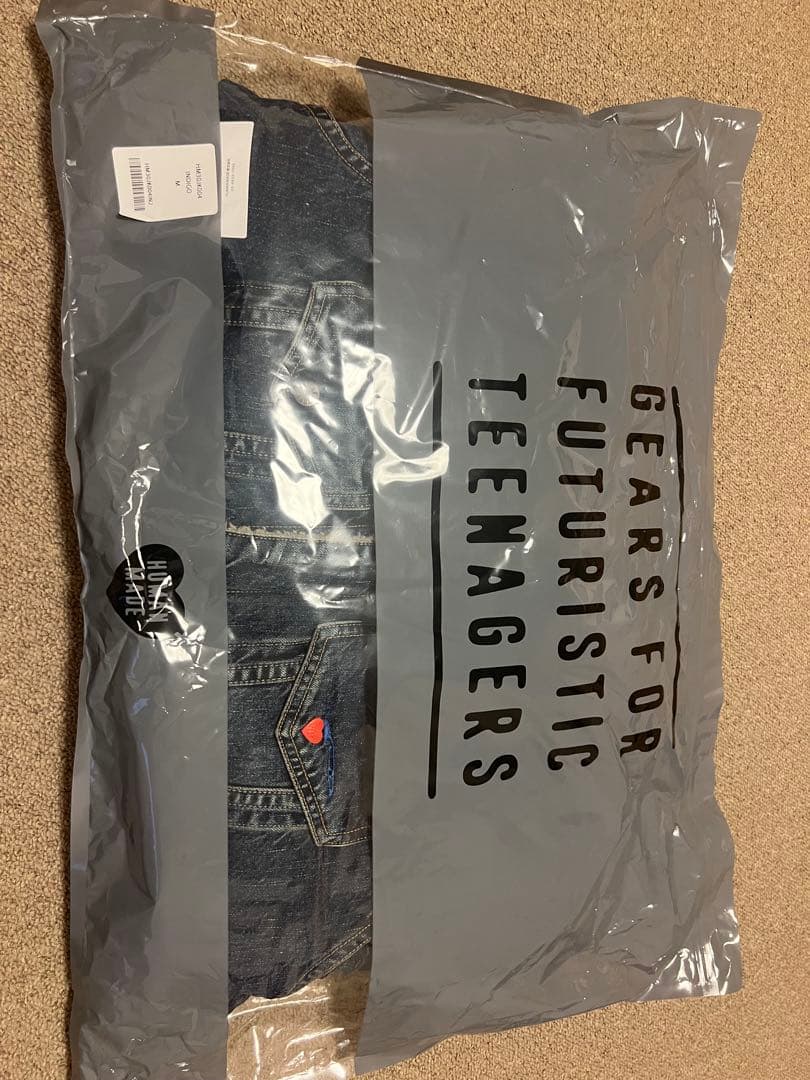 GEARS FOR
FUTURISTIC
TEENAGERS
HUMAN
MADE
INDIGO
M